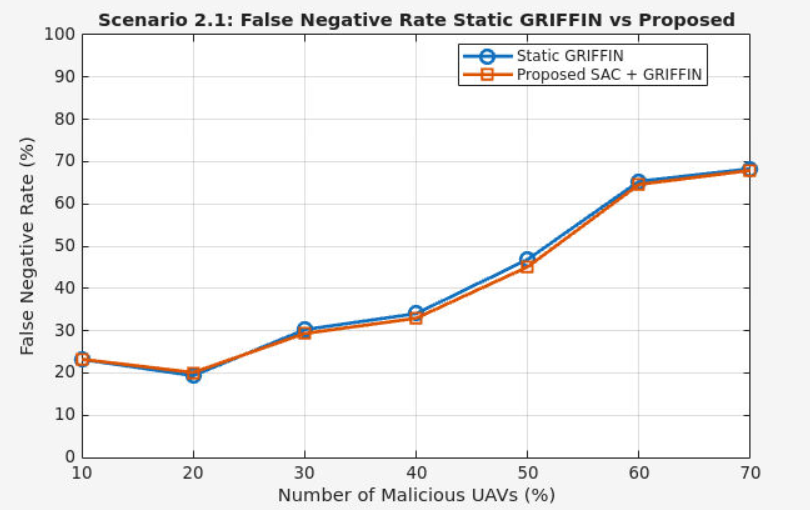 Scenario 2.1: False Negative Rate Static GRIFFIN vs Proposed
100
90
80
70
60
50
40
30
20
10
0
False Negative Rate (%)
Static GRIFFIN
Proposed SAC + GRIFFIN
10 20 30 40 50 60 70
Number of Malicious UAVs (%)